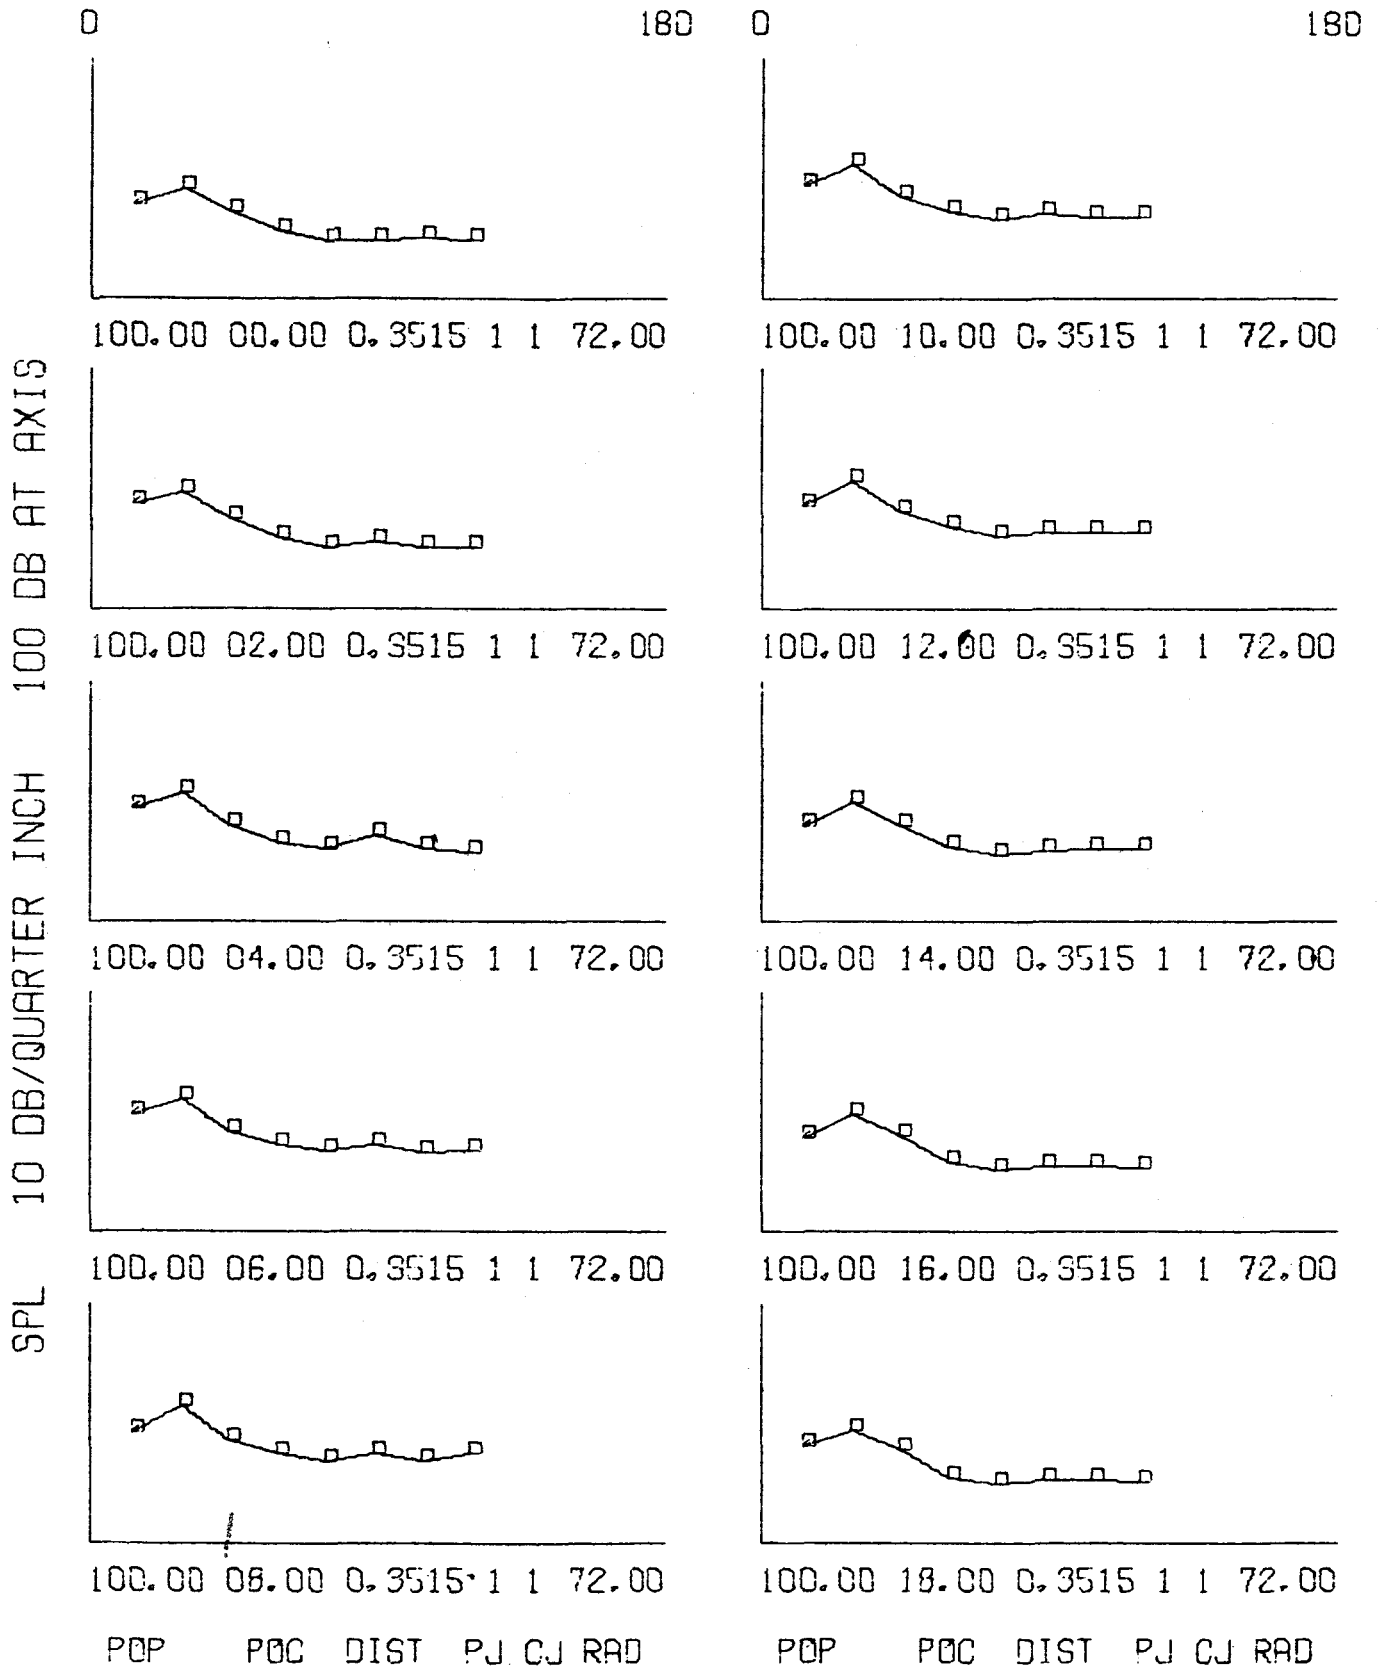 0 180 0 180
100.00 00.00 0.3515 1 1 72.00
100.00 10.00 0.3515 1 1 72.00
100.00 02.00 0.3515 1 1 72.00
100.00 12.00 0.3515 1 1 72.00
100.00 04.00 0.3515 1 1 72.00
100.00 14.00 0.3515 1 1 72.00
100.00 06.00 0.3515 1 1 72.00
100.00 16.00 0.3515 1 1 72.00
100.00 08.00 0.3515 1 1 72.00
100.00 18.00 0.3515 1 1 72.00
POP POC DIST PJ CJ RAD
POP POC DIST PJ CJ RAD
SPL 10 DB/QUARTER INCH 100 DB AT AXIS